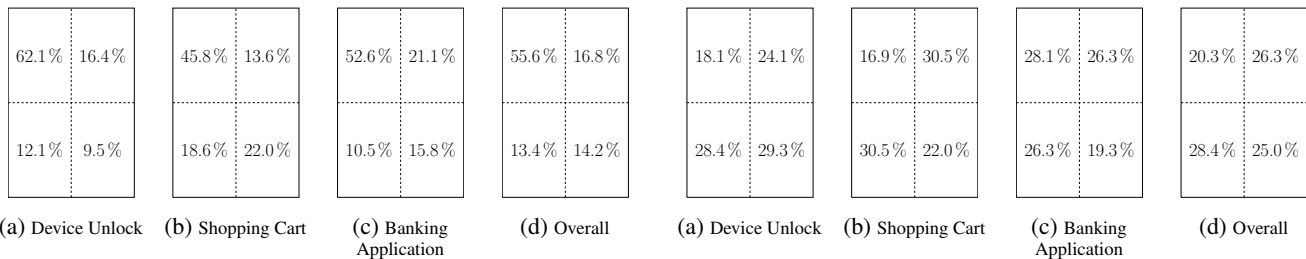 62.1 % 16.4 % 45.8 % 13.6 % 52.6 % 21.1 % 55.6 % 16.8 % 18.1 % 24.1 % 16.9 % 30.5 % 28.1 % 26.3 % 20.3 % 26.3 %
12.1 % 9.5 % 18.6 % 22.0 % 10.5 % 15.8 % 13.4 % 14.2 % 28.4 % 29.3 % 30.5 % 22.0 % 26.3 % 19.3 % 28.4 % 25.0 %
(a) Device Unlock (b) Shopping Cart (c) Banking (d) Overall (a) Device Unlock (b) Shopping Cart (c) Banking (d) Overall
Application Application